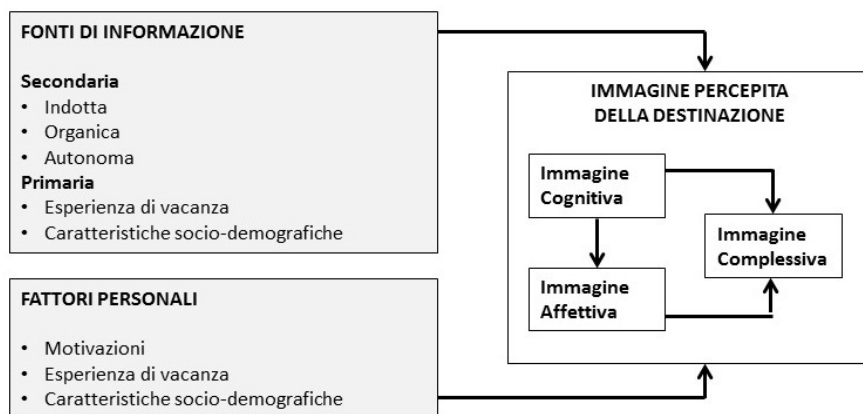 FONTI DI INFORMAZIONE
Secondaria
• Indotta
• Organica
• Autonoma
Primaria
• Esperienza di vacanza
• Caratteristiche socio-demografiche
FATTORI PERSONALI
• Motivazioni
• Esperienza di vacanza
• Caratteristiche socio-demografiche
IMMAGINE PERCEPITA
DELLA DESTINAZIONE
Immagine
Cognitiva
Immagine
Affettiva
Immagine
Complessiva